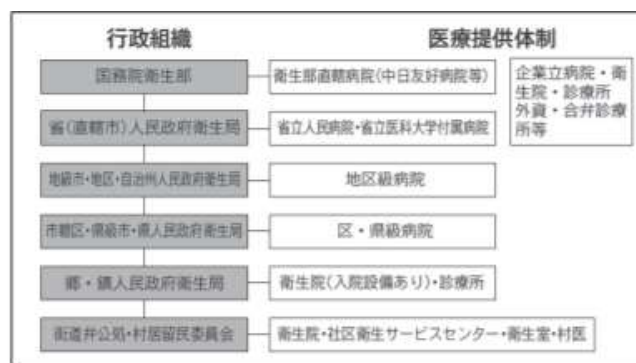 行政組織
医療提供体制
国務院衛生部
衛生部直轄病院(中日友好病院等)
企業立病院・衛
生院・診療所
外資・合弁診療
所等
省(直轄市)人民政府衛生局
省立人民病院・省立医科大学付属病院
地級市・地区・自治州人民政府衛生局
地区級病院
市轄区・県級市・県人民政府衛生局
区・県級病院
郷・鎮人民政府衛生局
衛生院(入院設備あり)・診療所
街道弁公処・村居留民委員会
衛生院・社区衛生サービスセンター・衛生室・村医